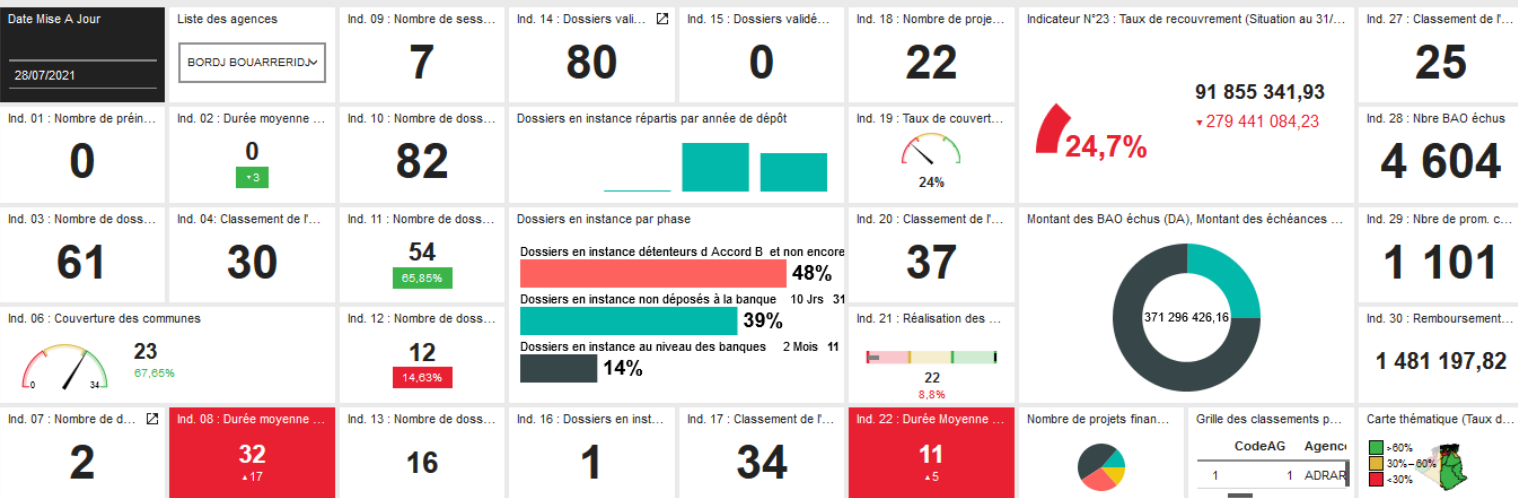 Date Mise A Jour
28/07/2021
Liste des agences
BORDJ BOUARRERIDJ
Ind. 09 : Nombre de sess...
7
Ind. 14 : Dossiers vali...
80
Ind. 15 : Dossiers validé...
0
Ind. 18 : Nombre de proje...
22
Indicateur N°23 : Taux de recouvrement (Situation au 31/...
24,7%
91 855 341,93
▾279 441 084,23
Ind. 27 : Classement de l'...
25
Ind. 01 : Nombre de préin...
0
Ind. 02 : Durée moyenne ...
0
▾3
Ind. 10 : Nombre de doss...
82
Dossiers en instance répartis par année de dépôt
Ind. 19 : Taux de couvert...
24%
Ind. 28 : Nbre BAO échus
4 604
Ind. 03 : Nombre de doss...
61
Ind. 04: Classement de l'...
30
Ind. 11 : Nombre de doss...
54
65,85%
Dossiers en instance par phase
Dossiers en instance détenteurs d Accord B et non encore
48%
Dossiers en instance non déposés à la banque 10 Jrs 31
39%
Dossiers en instance au niveau des banques 2 Mois 11
14%
Ind. 20 : Classement de l'...
37
Montant des BAO échus (DA), Montant des échéances ...
371 296 426,16
Ind. 29 : Nbre de prom. c...
1 101
Ind. 06 : Couverture des communes
0
34
23
67,65%
Ind. 12 : Nombre de doss...
12
14,63%
Ind. 21 : Réalisation des ...
22
8,8%
Ind. 30 : Remboursement...
1 481 197,82
Ind. 07 : Nombre de d...
2
Ind. 08 : Durée moyenne ...
32
▴17
Ind. 13 : Nombre de doss...
16
Ind. 16 : Dossiers en inst...
1
Ind. 17 : Classement de l'...
34
Ind. 22 : Durée Moyenne ...
11
▴5
Nombre de projets finan...
Grille des classements p...
CodeAG Agenc
1 1 ADRAR
Carte thématique (Taux d...
>60%
30%–60%
<30%